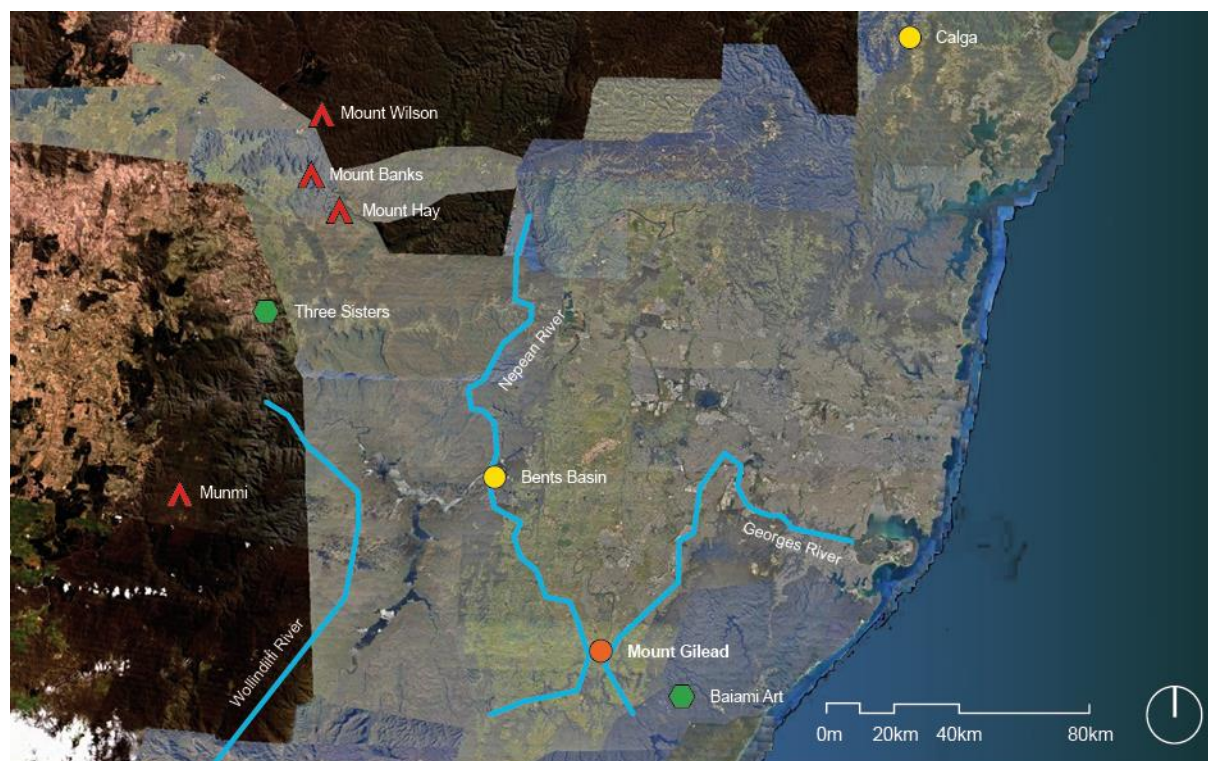 Calga
Mount Wilson
Mount Banks
Mount Hay
Three Sisters
Nepean River
Bents Basin
Munmi
Georges River
Wollindilli River
Mount Gilead
Baiami Art
0m 20km 40km 80km